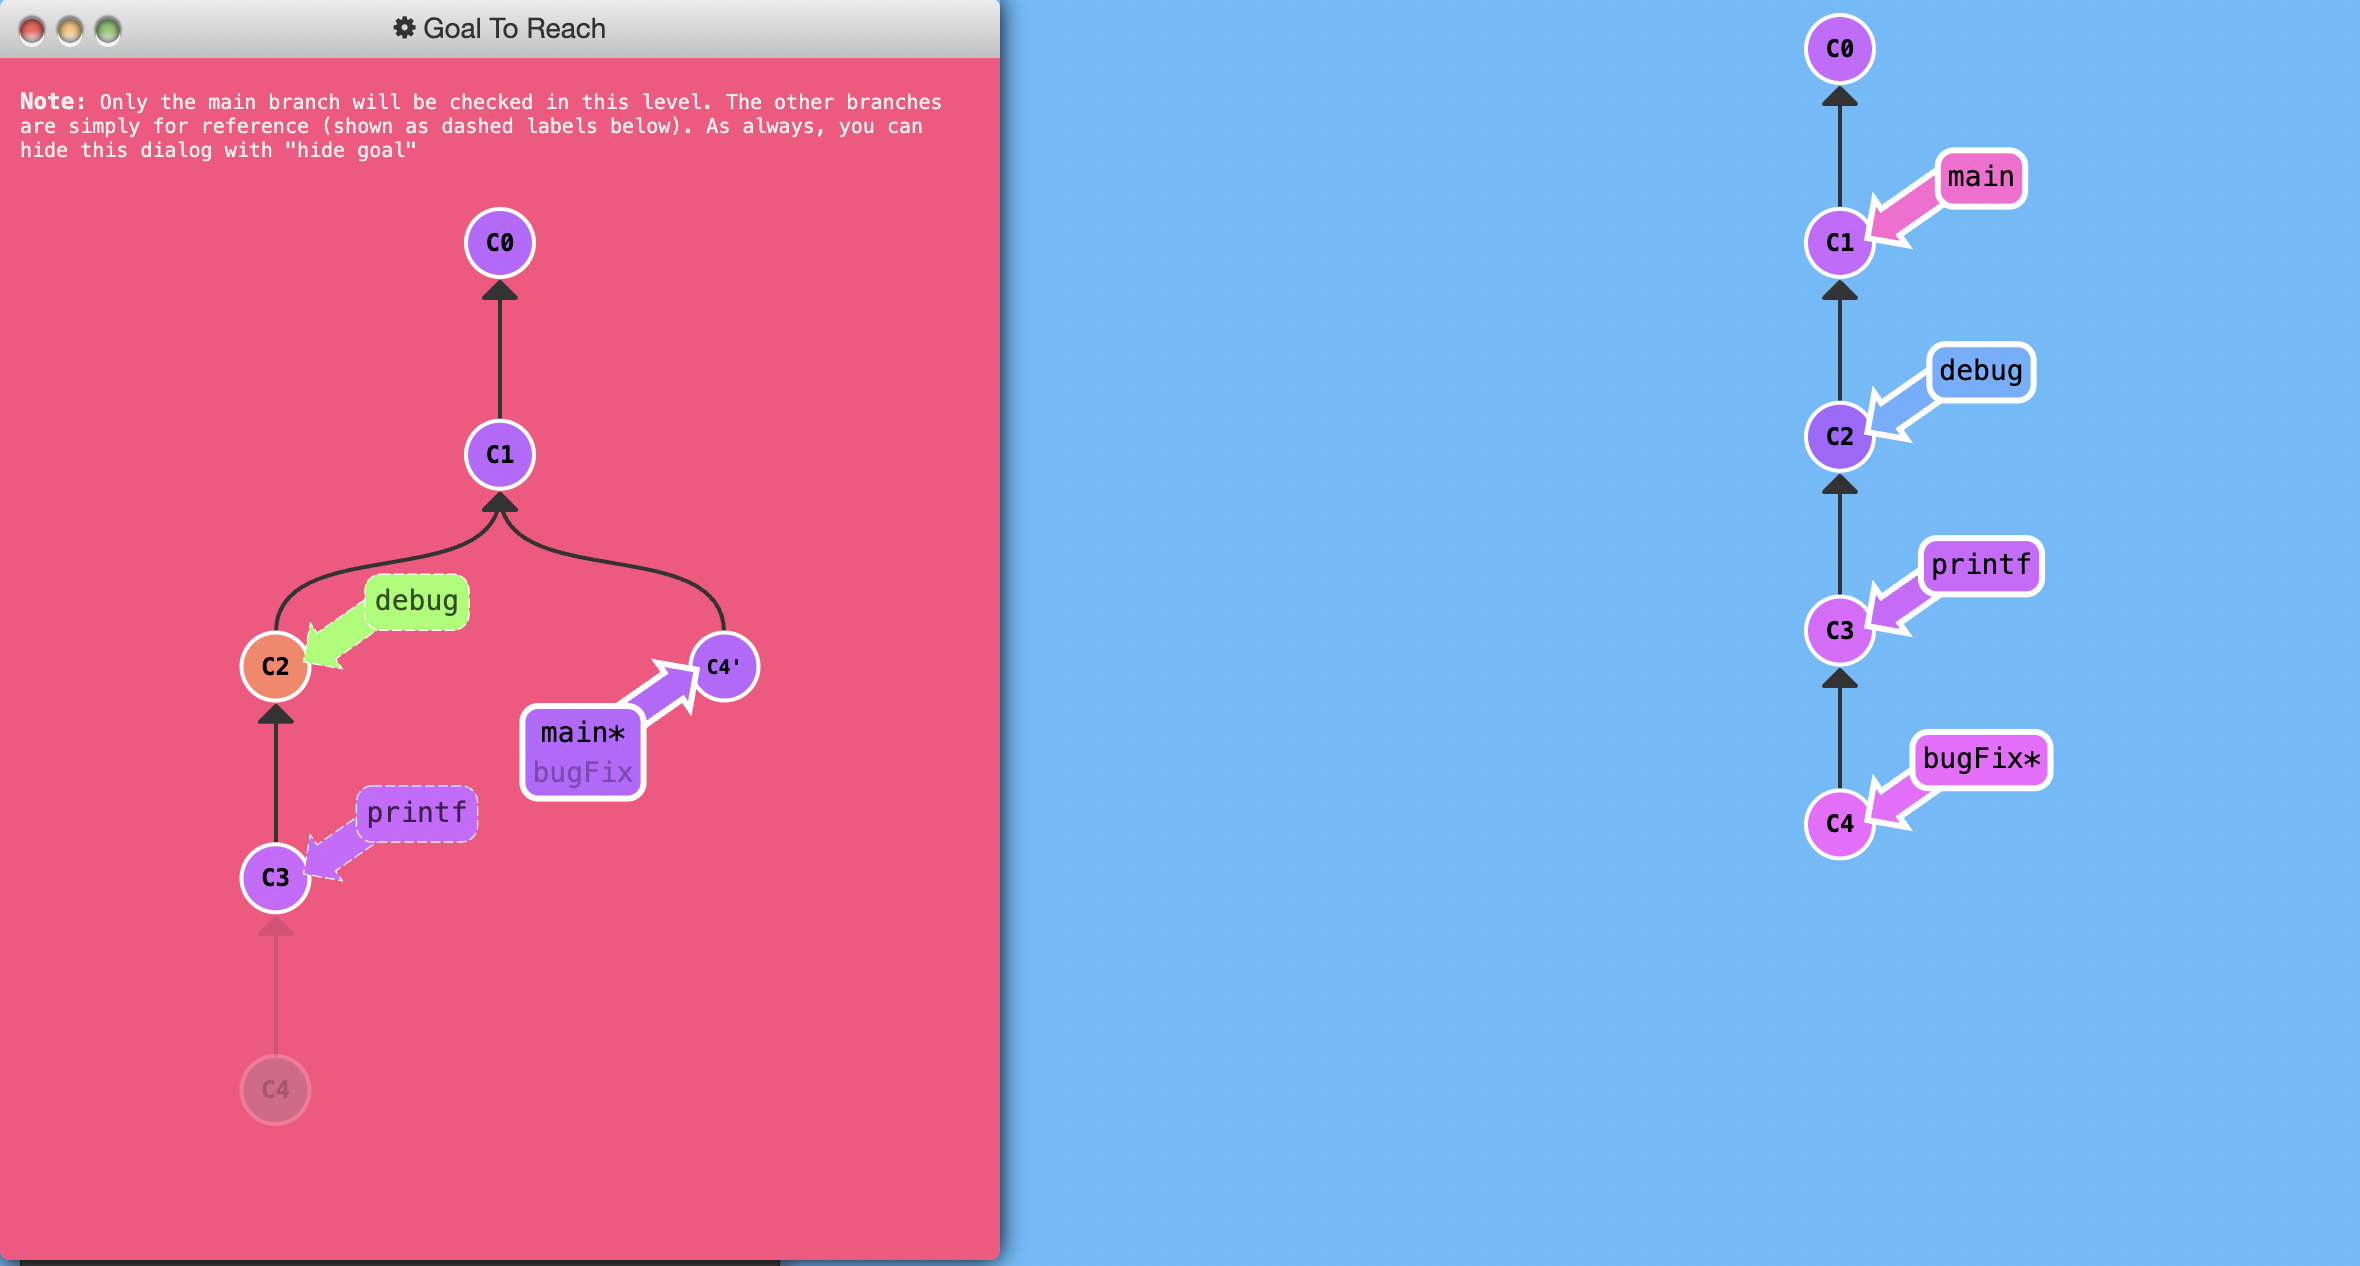 Goal To Reach
Note: Only the main branch will be checked in this level. The other branches
are simply for reference (shown as dashed labels below). As always, you can
hide this dialog with "hide goal"
C0
C1
debug
C2
C4'
main*
bugFix
printf
C3
C4
C0
main
C1
debug
C2
printf
C3
bugFix*
C4